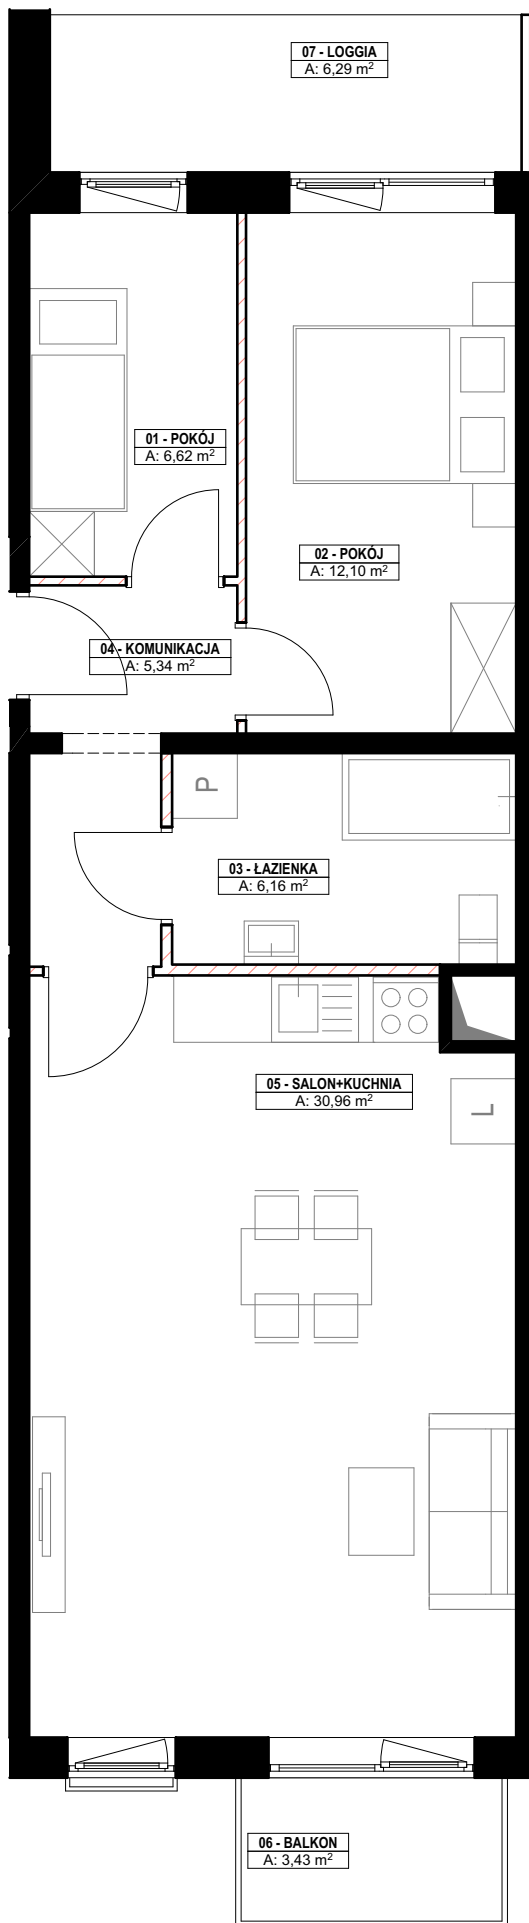 07 - LOGGIA
A: 6,29 m²
01 - POKÓJ
A: 6,62 m²
02 - POKÓJ
A: 12,10 m²
04 - KOMUNIKACJA
A: 5,34 m²
P
03 - ŁAZIENKA
A: 6,16 m²
05 - SALON+KUCHNIA
A: 30,96 m²
L
06 - BALKON
A: 3,43 m²